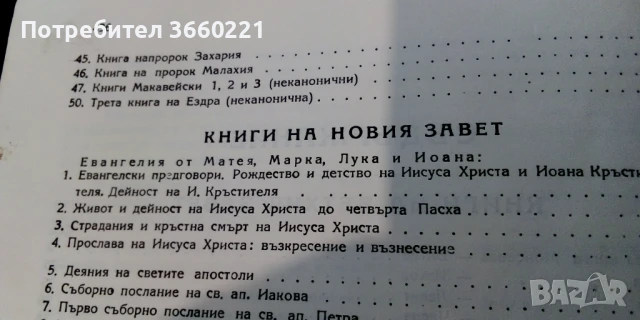 Потребител 3660221
45. Книга напророк Захария
46. Книга на пророк Малахия
47. Книги Макавейски 1, 2 и 3 (неканонични)
50. Трета книга на Ездра (неканонична)
КНИГИ НА НОВИЯ ЗАВЕТ
Евангелия от Матея, Марка, Лука и Иоана:
1. Евангелски предговори. Рождество и детство на Иисуса Христа и Иоана Кръсти
теля. Дейност на И. Кръстителя
2. Живот и дейност на Иисуса Христа до четвърта Пасха
3. Страдания и кръстна смърт на Иисуса Христа
4. Прослава на Иисуса Христа: възкресение и възнесение
5. Деяния на светите апостоли
6. Съборно послание на св. ап. Иакова
7. Първо съборно послание на св. ап. Петра
BAZAR